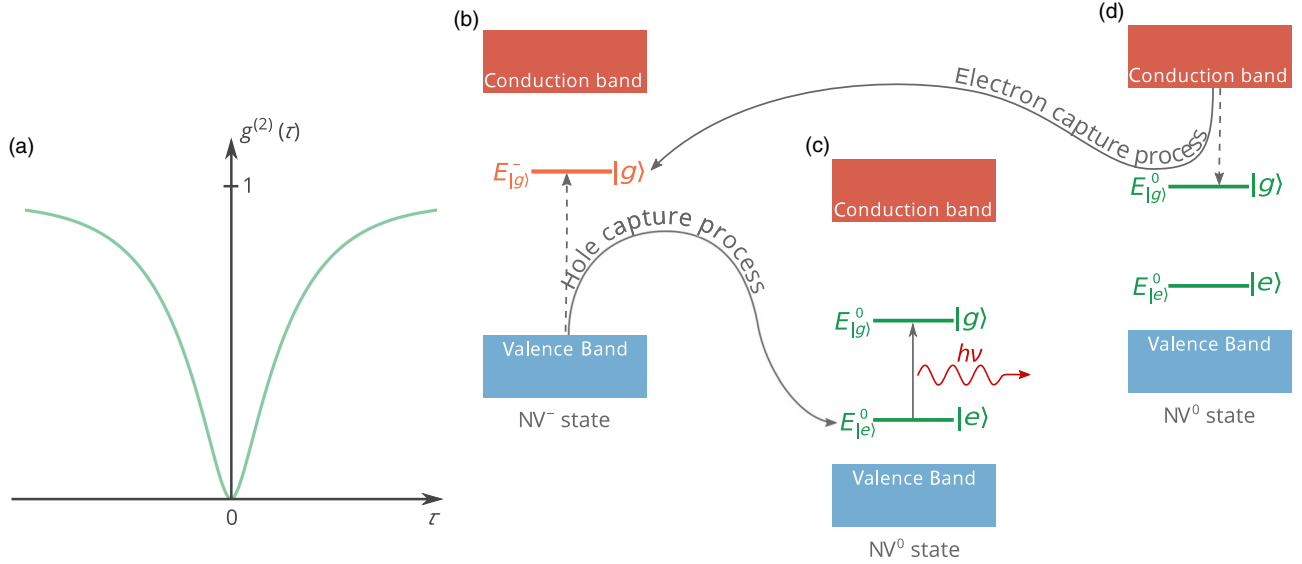 (a)
g⁽²⁾(τ)
1
0
τ
(b)
Conduction band
E⁻|g⟩
|g⟩
Hole capture process
Valence Band
NV⁻ state
Electron capture process
(c)
Conduction band
E⁰|g⟩
|g⟩
hν
E⁰|e⟩
|e⟩
Valence Band
NV⁰ state
(d)
Conduction band
E⁰|g⟩
|g⟩
E⁰|e⟩
|e⟩
Valence Band
NV⁰ state